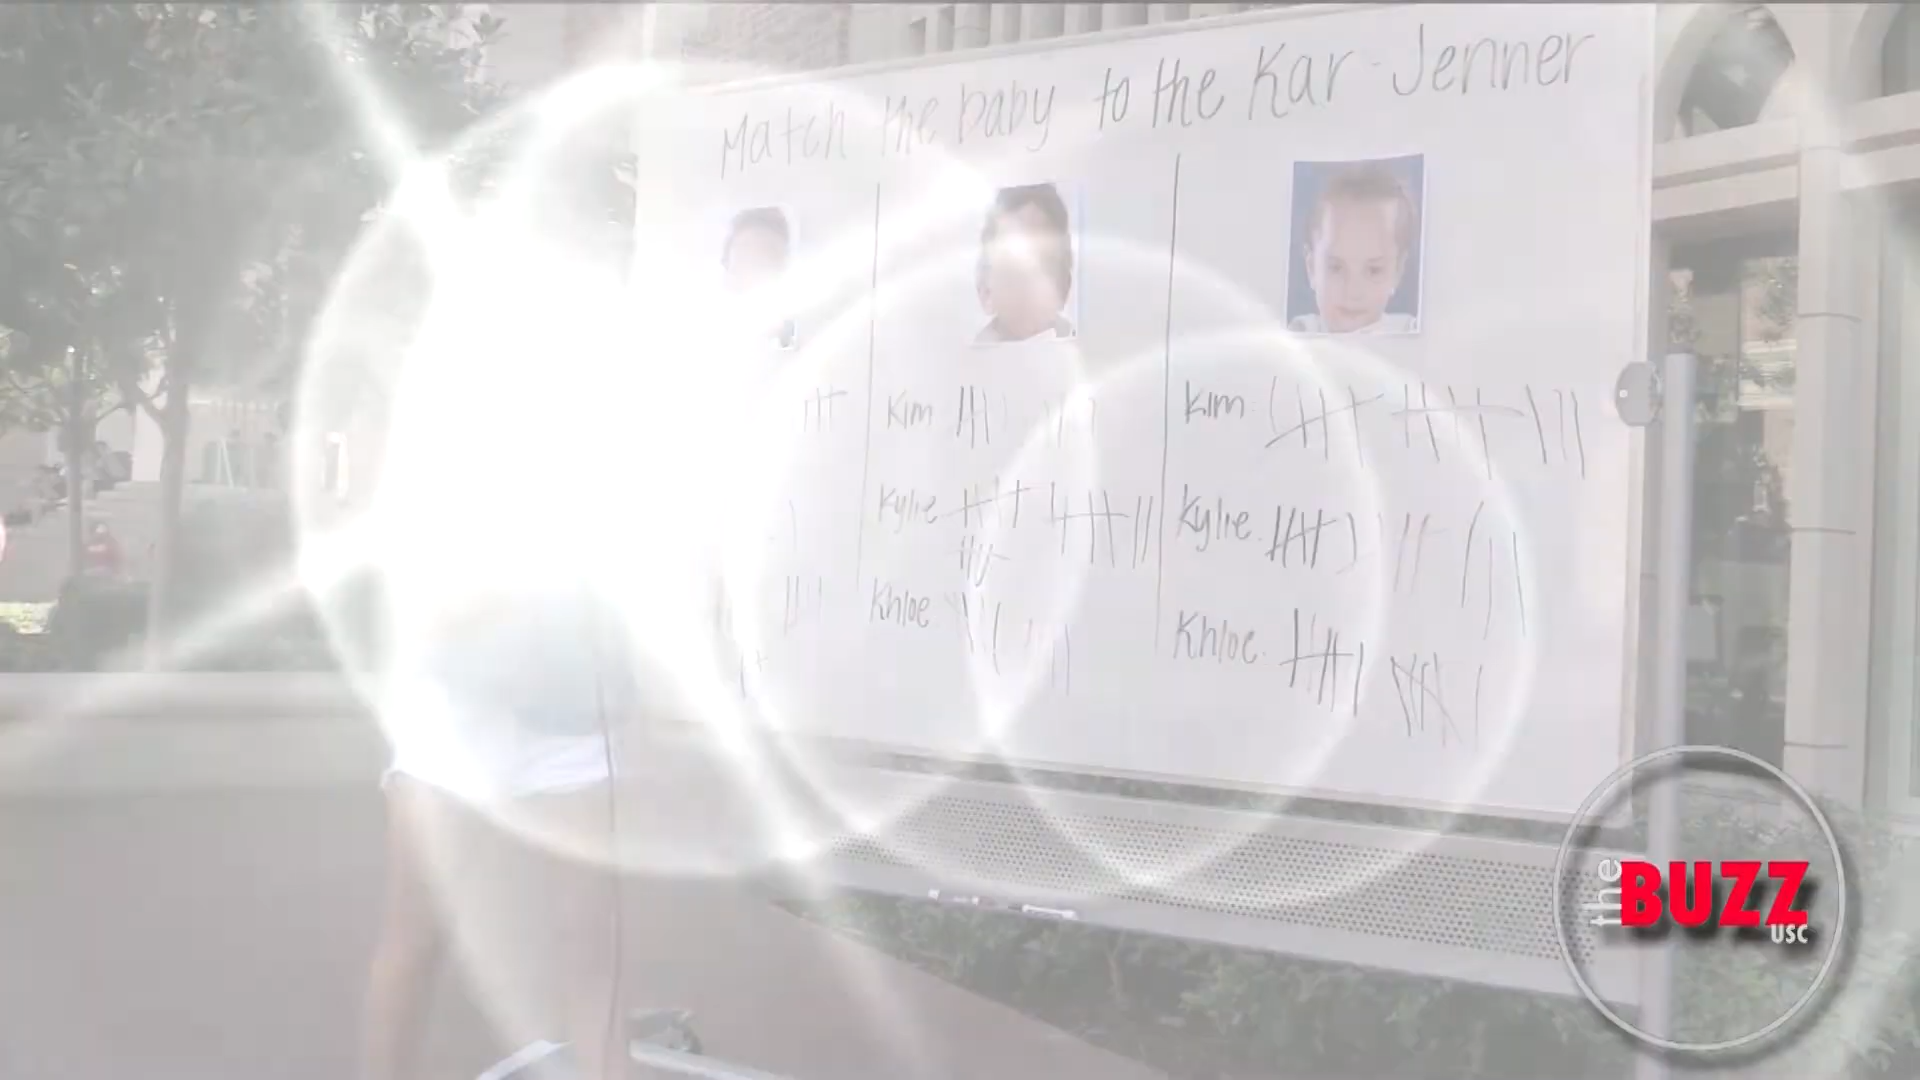 Match the baby to the Kar-Jenner
Kim
Kylie
Khloe
Kim:
Kylie:
Khloe:
the
BUZZ
USC